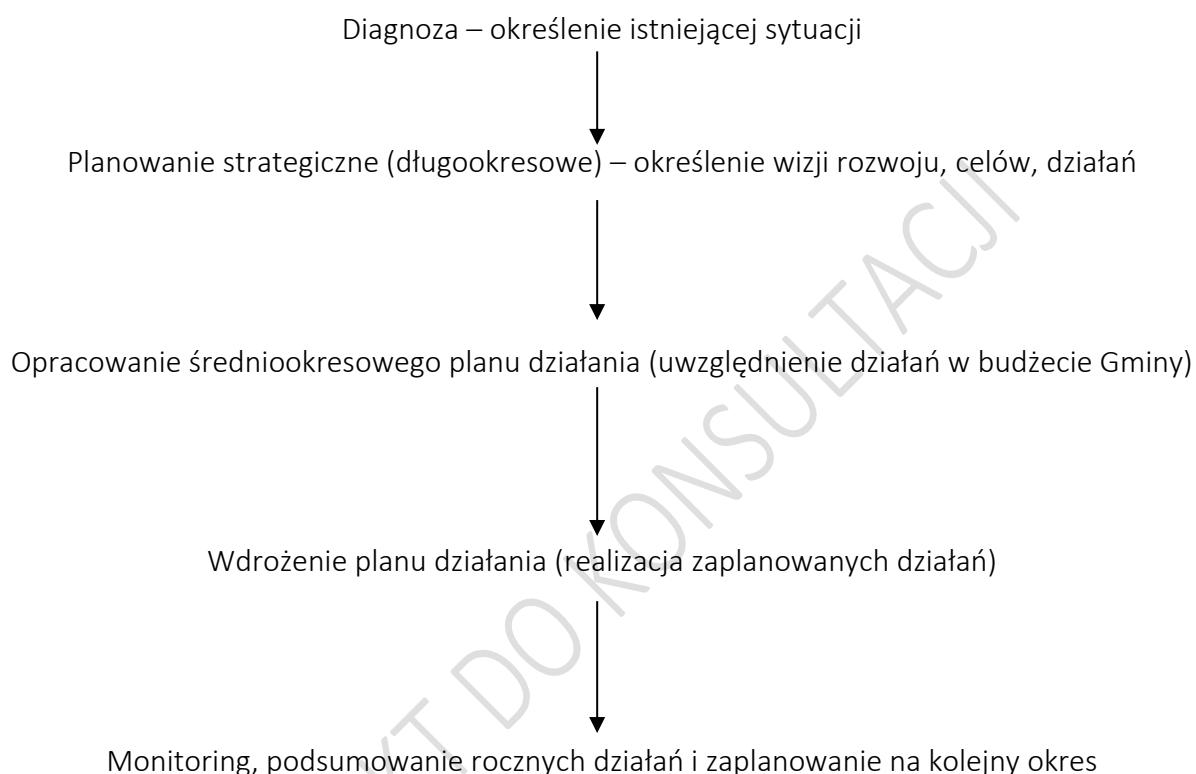 Diagnoza – określenie istniejącej sytuacji
Planowanie strategiczne (długookresowe) – określenie wizji rozwoju, celów, działań
Opracowanie średniookresowego planu działania (uwzględnienie działań w budżecie Gminy)
Wdrożenie planu działania (realizacja zaplanowanych działań)
Monitoring, podsumowanie rocznych działań i zaplanowanie na kolejny okres
DO KONSULTACJI